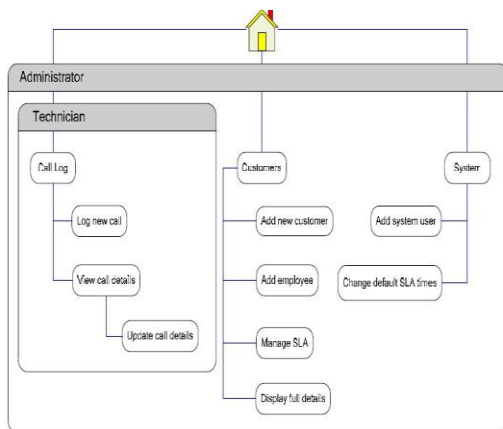 Administrator
Technician
Call Log
Customers
System
Log new call
Add new customer
Add system user
View call details
Add employee
Change default SLA times
Update call details
Manage SLA
Display full details